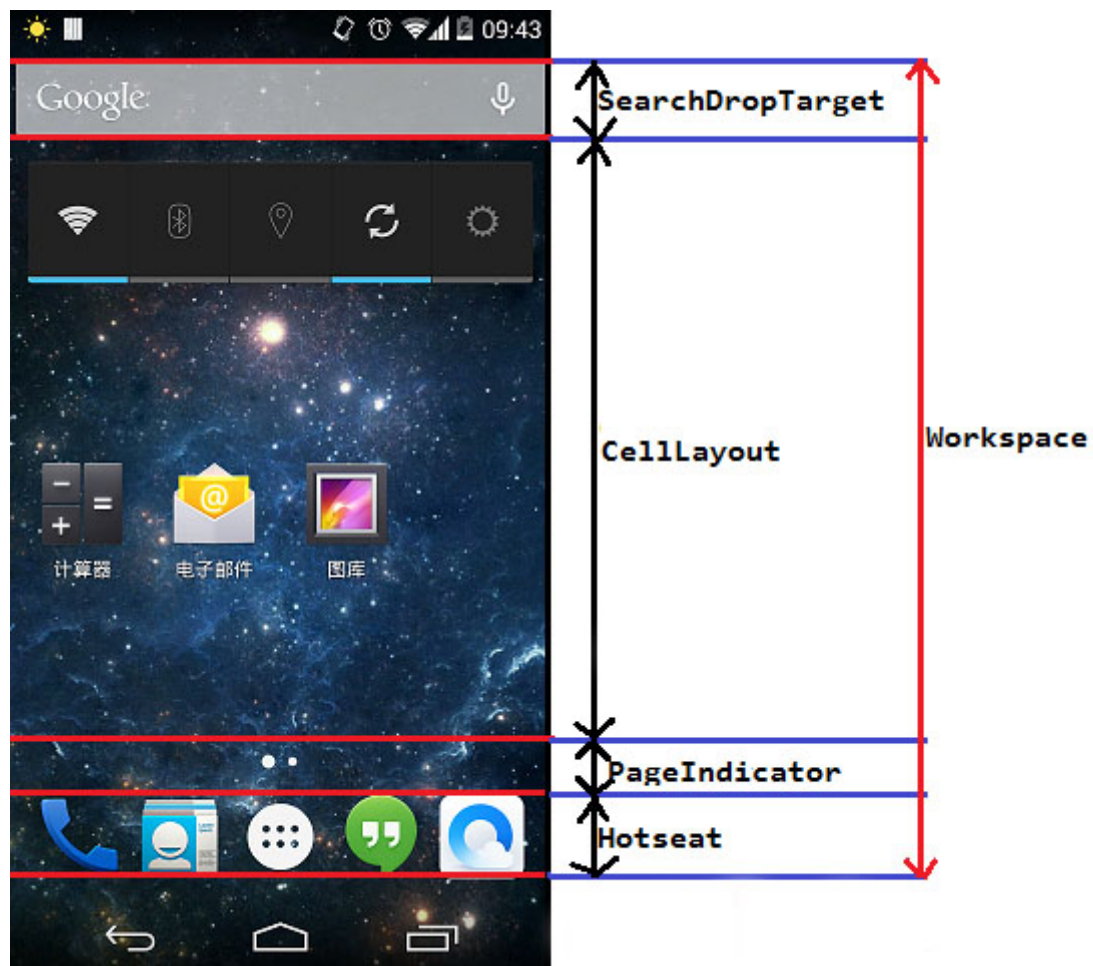 09:43
Google
SearchDropTarget
CellLayout
Workspace
计算器
电子邮件
图库
PageIndicator
Hotseat